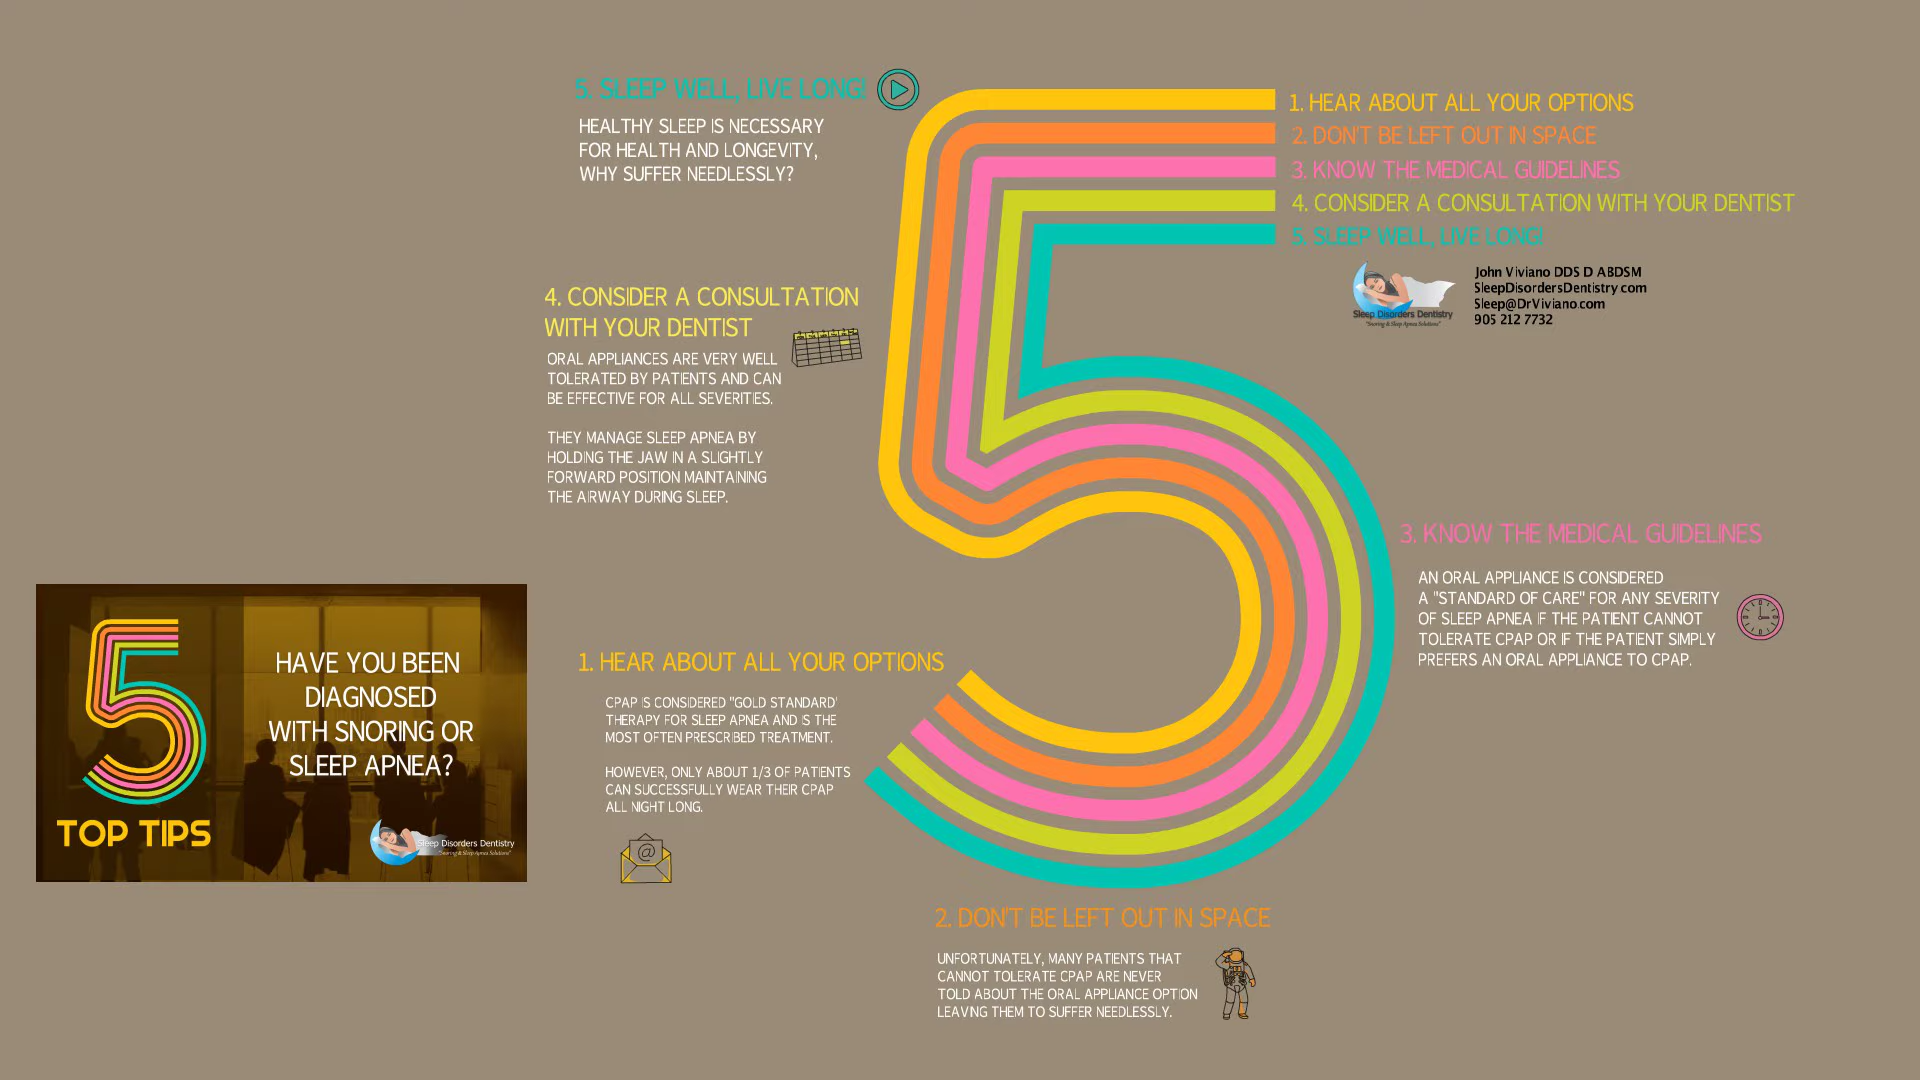 5. SLEEP WELL, LIVE LONG!
HEALTHY SLEEP IS NECESSARY
FOR HEALTH AND LONGEVITY,
WHY SUFFER NEEDLESSLY?
1. HEAR ABOUT ALL YOUR OPTIONS
2. DON'T BE LEFT OUT IN SPACE
3. KNOW THE MEDICAL GUIDELINES
4. CONSIDER A CONSULTATION WITH YOUR DENTIST
5. SLEEP WELL, LIVE LONG!
Sleep Disorders Dentistry
"Snoring & Sleep Apnea Solutions"
John Viviano DDS D ABDSM
SleepDisordersDentistry.com
Sleep@DrViviano.com
905 212 7732
4. CONSIDER A CONSULTATION
WITH YOUR DENTIST
ORAL APPLIANCES ARE VERY WELL
TOLERATED BY PATIENTS AND CAN
BE EFFECTIVE FOR ALL SEVERITIES.
THEY MANAGE SLEEP APNEA BY
HOLDING THE JAW IN A SLIGHTLY
FORWARD POSITION MAINTAINING
THE AIRWAY DURING SLEEP.
3. KNOW THE MEDICAL GUIDELINES
AN ORAL APPLIANCE IS CONSIDERED
A "STANDARD OF CARE" FOR ANY SEVERITY
OF SLEEP APNEA IF THE PATIENT CANNOT
TOLERATE CPAP OR IF THE PATIENT SIMPLY
PREFERS AN ORAL APPLIANCE TO CPAP.
HAVE YOU BEEN
DIAGNOSED
WITH SNORING OR
SLEEP APNEA?
TOP TIPS
Sleep Disorders Dentistry
"Snoring & Sleep Apnea Solutions"
1. HEAR ABOUT ALL YOUR OPTIONS
CPAP IS CONSIDERED "GOLD STANDARD'
THERAPY FOR SLEEP APNEA AND IS THE
MOST OFTEN PRESCRIBED TREATMENT.
HOWEVER, ONLY ABOUT 1/3 OF PATIENTS
CAN SUCCESSFULLY WEAR THEIR CPAP
ALL NIGHT LONG.
@
2. DON'T BE LEFT OUT IN SPACE
UNFORTUNATELY, MANY PATIENTS THAT
CANNOT TOLERATE CPAP ARE NEVER
TOLD ABOUT THE ORAL APPLIANCE OPTION
LEAVING THEM TO SUFFER NEEDLESSLY.